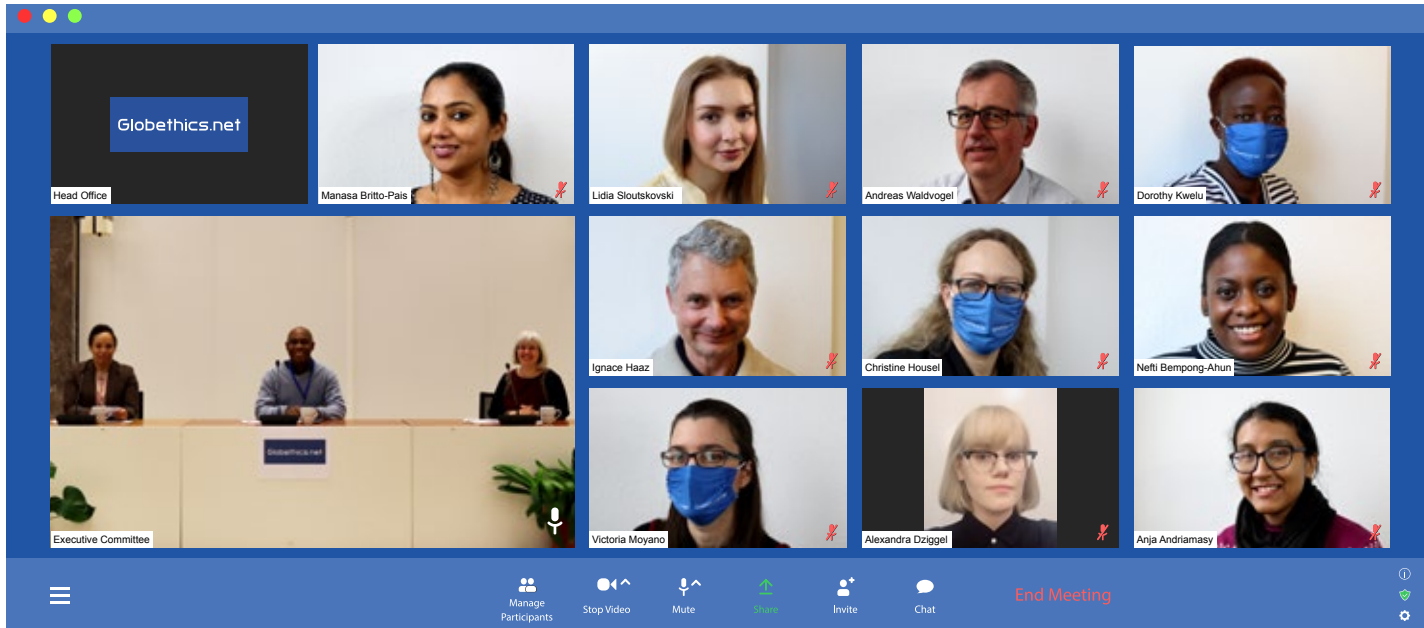 Globethics.net
Head Office
Manasa Britto-Pais
Lidia Sloutskovski
Andreas Waldvogel
Dorothy Kwelu
Globethics.net
Executive Committee
Ignace Haaz
Christine Housel
Nefti Bempong-Ahun
Victoria Moyano
Alexandra Dziggel
Anja Andriamasy
Manage
Participants
Stop Video
Mute
Share
Invite
Chat
End Meeting